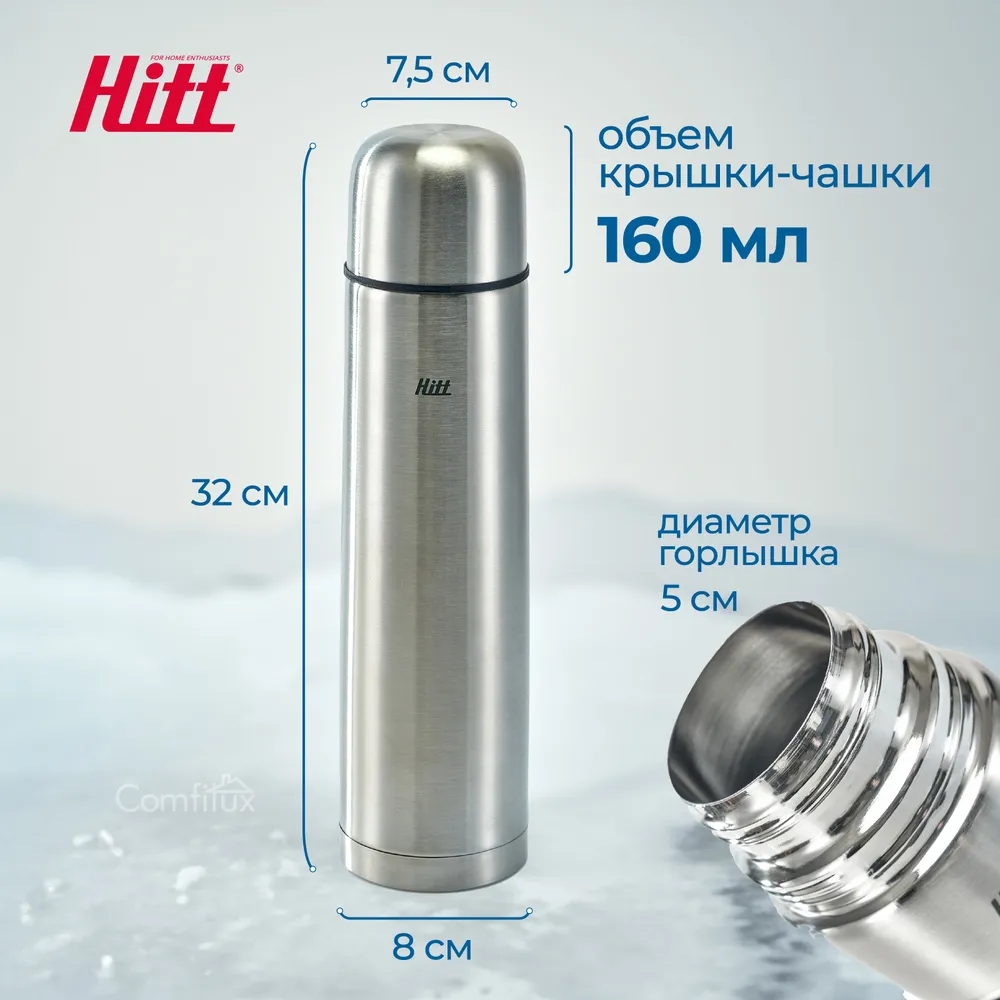 FOR HOME ENTHUSIASTS
Hitt®
7,5 см
объем
крышки-чашки
160 мл
Hitt
32 см
диаметр
горлышка
5 см
Comfilux
8 см